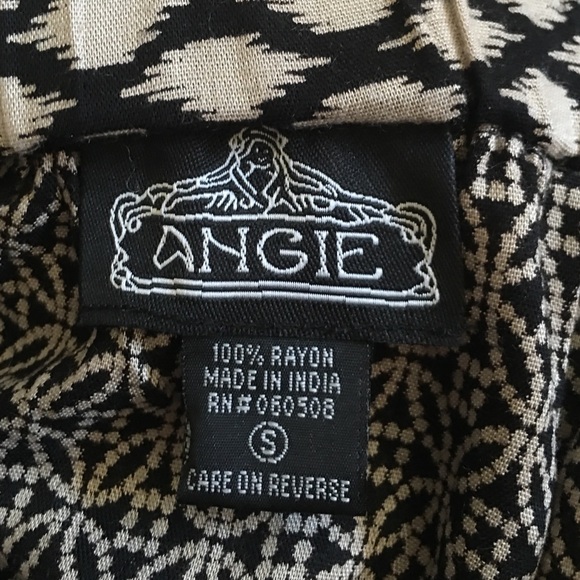 ANGIE
100% RAYON
MADE IN INDIA
RN# 060508
S
CARE ON REVERSE